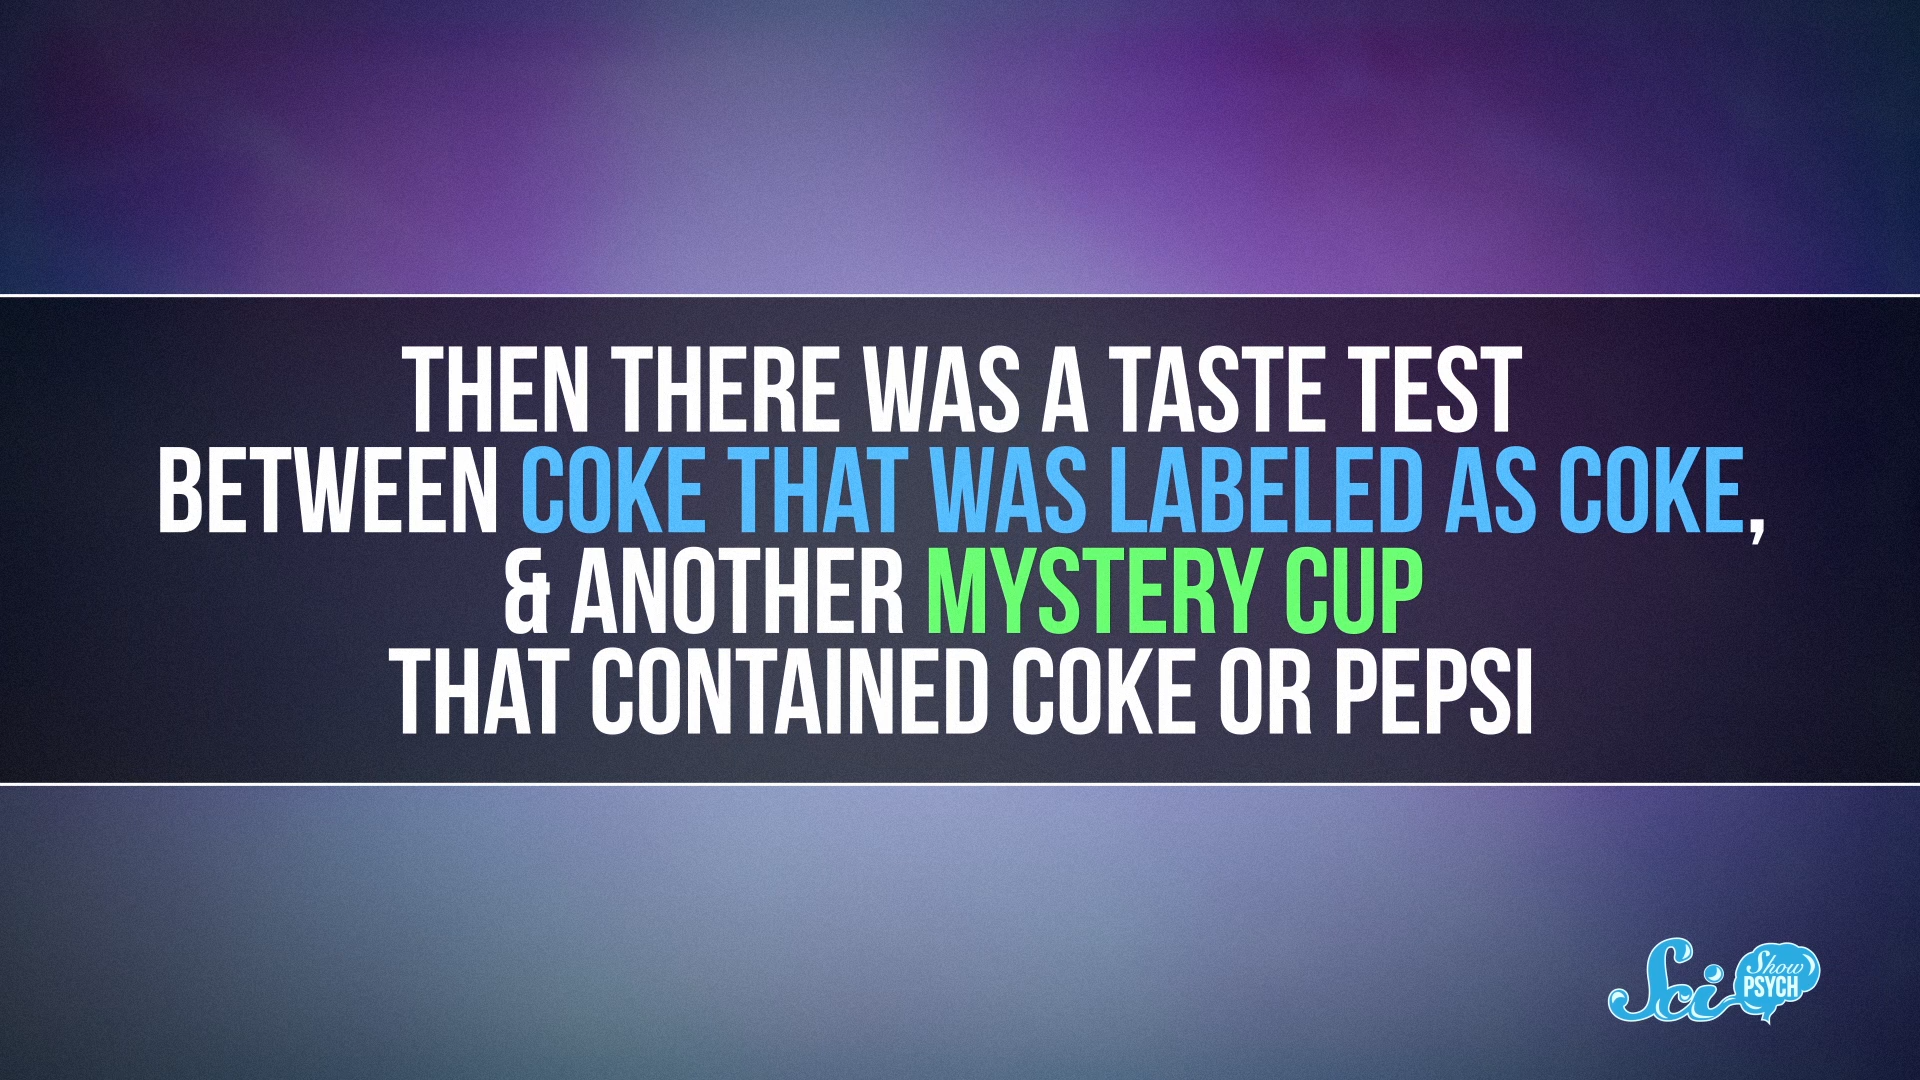 THEN THERE WAS A TASTE TEST
BETWEEN COKE THAT WAS LABELED AS COKE,
& ANOTHER MYSTERY CUP
THAT CONTAINED COKE OR PEPSI
Sci Show
PSYCH